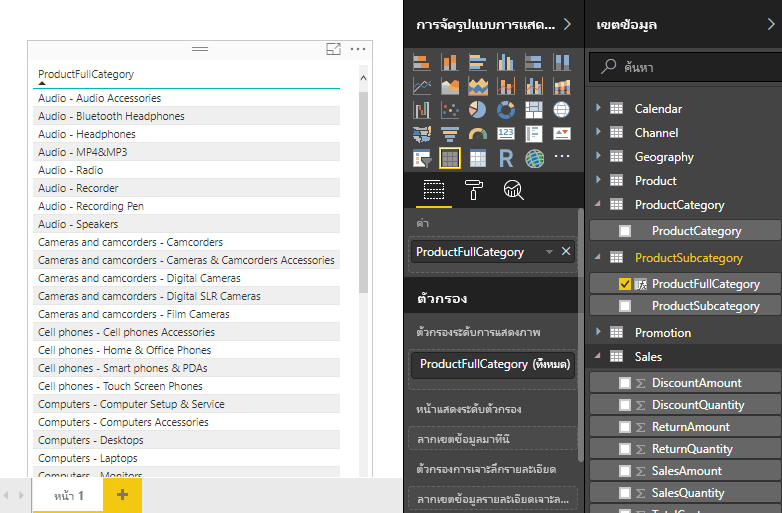 ProductFullCategory
Audio - Audio Accessories
Audio - Bluetooth Headphones
Audio - Headphones
Audio - MP4&MP3
Audio - Radio
Audio - Recorder
Audio - Recording Pen
Audio - Speakers
Cameras and camcorders - Camcorders
Cameras and camcorders - Cameras & Camcorders Accessories
Cameras and camcorders - Digital Cameras
Cameras and camcorders - Digital SLR Cameras
Cameras and camcorders - Film Cameras
Cell phones - Cell phones Accessories
Cell phones - Home & Office Phones
Cell phones - Smart phones & PDAs
Cell phones - Touch Screen Phones
Computers - Computer Setup & Service
Computers - Computers Accessories
Computers - Desktops
Computers - Laptops
Computers - Monitors
หน้า 1
การจัดรูปแบบการแสด...
123
R
ค่า
ProductFullCategory
ตัวกรอง
ตัวกรองระดับการแสดงภาพ
ProductFullCategory (ทั้งหมด)
หน้าแสดงระดับตัวกรอง
ลากเขตข้อมูลมาที่นี่
ตัวกรองการเจาะลึกรายละเอียด
ลากเขตข้อมูลรายละเอียดเจาะล...
เขตข้อมูล
ค้นหา
Calendar
Channel
Geography
Product
ProductCategory
ProductCategory
ProductSubcategory
ProductFullCategory
ProductSubcategory
Promotion
Sales
DiscountAmount
DiscountQuantity
ReturnAmount
ReturnQuantity
SalesAmount
SalesQuantity